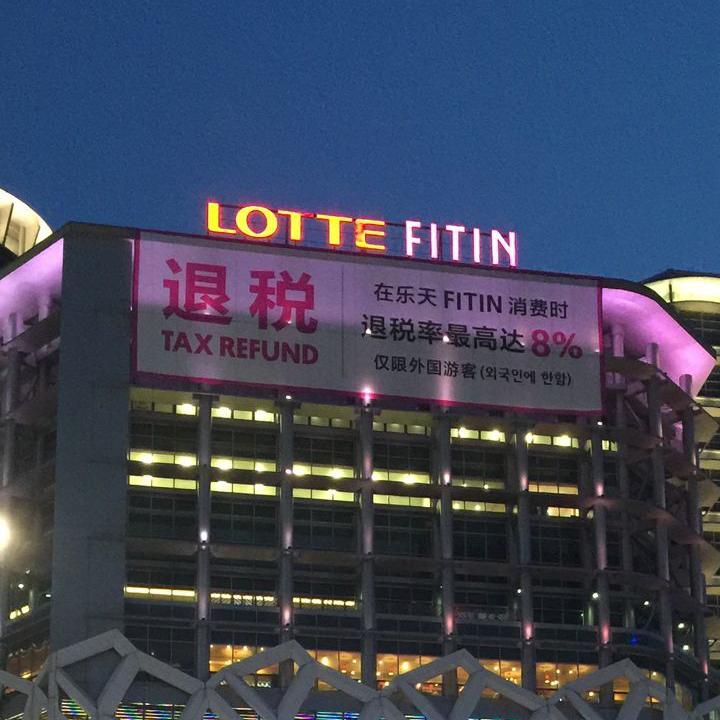 LOTTE FITIN
退税
TAX REFUND
在乐天 FITIN 消费时
退税率最高达 8%
仅限外国游客(외국인에 한함)